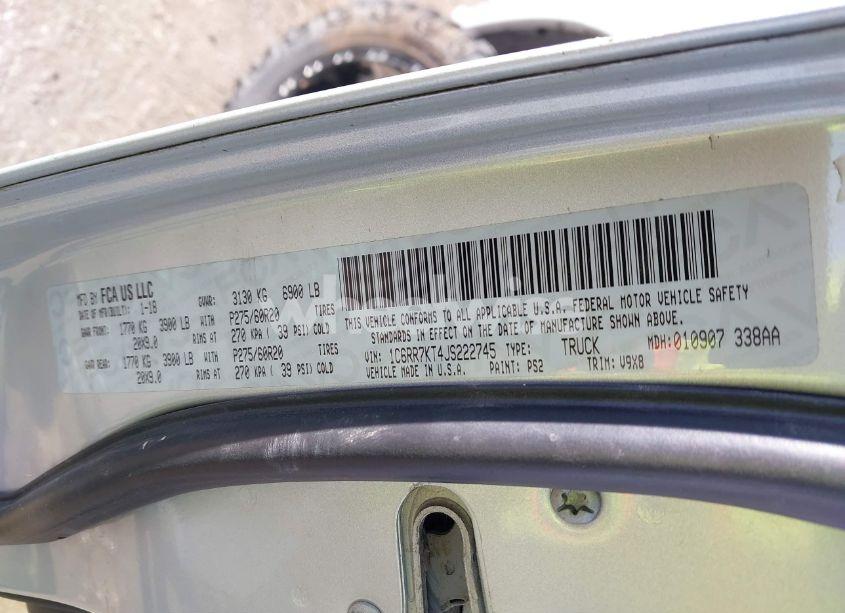 MFD BY FCA US LLC
DATE OF MFR(BUILT): 1-18 GVWR: 3130 KG 6900 LB
GAWR FRONT: 1770 KG 3900 LB WITH P275/60R20 TIRES
20X9.0 RIMS AT 270 KPA ( 39 PSI) COLD
GAWR REAR: 1770 KG 3900 LB WITH P275/60R20 TIRES
20X9.0 RIMS AT 270 KPA ( 39 PSI) COLD
THIS VEHICLE CONFORMS TO ALL APPLICABLE U.S.A. FEDERAL MOTOR VEHICLE SAFETY
STANDARDS IN EFFECT ON THE DATE OF MANUFACTURE SHOWN ABOVE.
VIN: 1C6RR7KT4JS222745 TYPE: TRUCK MDH: 010907 338AA
VEHICLE MADE IN U.S.A. PAINT: PS2 TRIM: V9X8